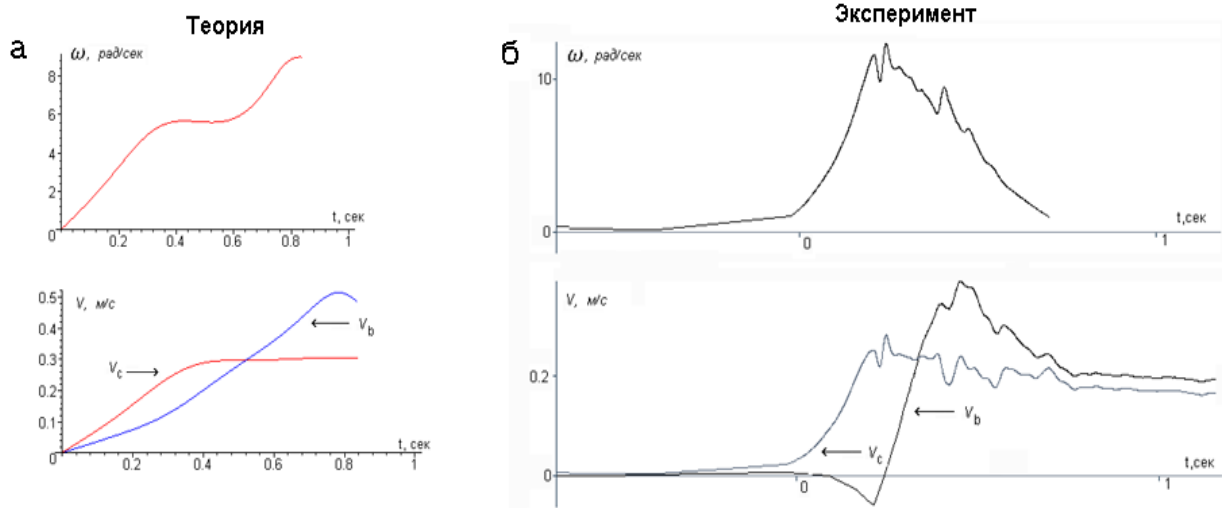 Теория
Эксперимент
а
ω, рад/сек
8
6
4
2
0
0.2
0.4
0.6
0.8
1
t, сек
V, м/с
0.5
0.4
0.3
0.2
0.1
0
V_b
V_c
0.2
0.4
0.6
0.8
1
t, сек
б
ω, рад/сек
10
0
0
1
t,сек
V, м/с
0.2
0
V_b
V_c
0
1
t,сек